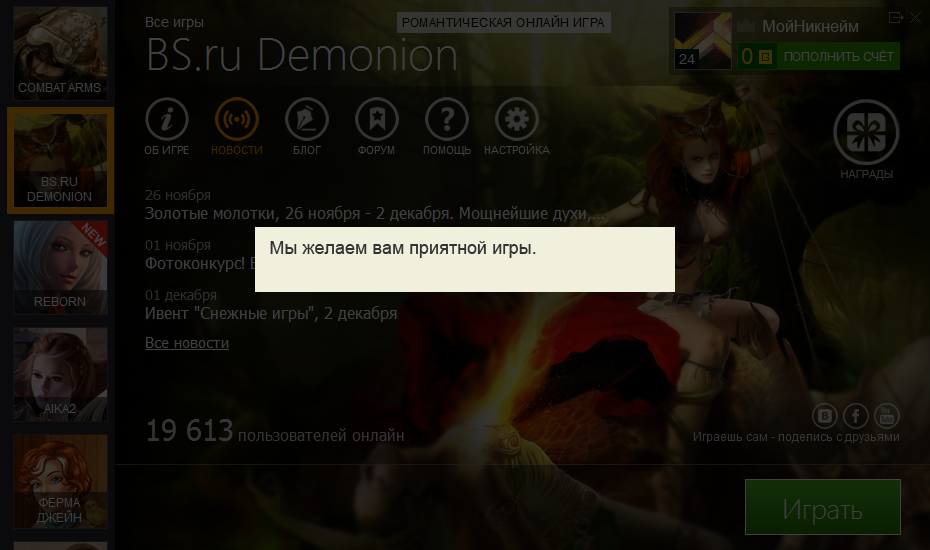 COMBAT ARMS
BS.RU
DEMONION
NEW
REBORN
AIKA2
ФЕРМА
ДЖЕЙН
Все игры
РОМАНТИЧЕСКАЯ ОНЛАЙН ИГРА
BS.ru Demonion
24
МойНикнейм
0 ПОПОЛНИТЬ СЧЁТ
ОБ ИГРЕ
НОВОСТИ
БЛОГ
ФОРУМ
ПОМОЩЬ
НАСТРОЙКА
НАГРАДЫ
26 ноября
Золотые молотки, 26 ноября - 2 декабря. Мощнейшие духи,...
01 ноября
Фотоконкурс!
Мы желаем вам приятной игры.
01 декабря
Ивент "Снежные игры", 2 декабря
Все новости
19 613 пользователей онлайн
Играешь сам - поделись с друзьями
Играть